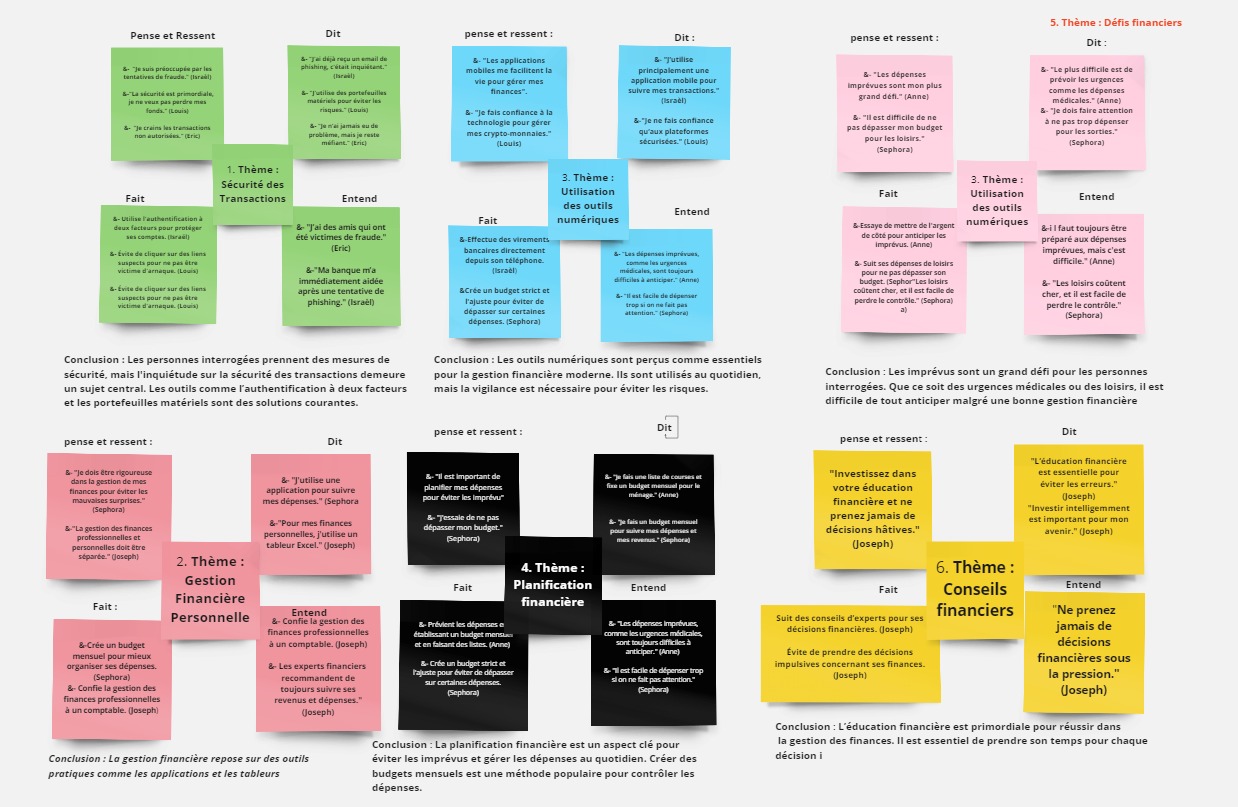 5. Thème : Défis financiers
Pense et Ressent
Dit
&- "Je suis préoccupée par les
tentatives de fraude." (Israël)
&-"La sécurité est primordiale,
je ne veux pas perdre mes
fonds." (Louis)
&- "Je crains les transactions
non autorisées." (Eric)
&- "J'ai déjà reçu un email de
phishing, c'était inquiétant."
(Israël)
&- "J'utilise des portefeuilles
matériels pour éviter les
risques." (Louis)
&- "Je n'ai jamais eu de
problème, mais je reste
méfiant." (Eric)
1. Thème :
Sécurité des
Transactions
Fait
Entend
&- Utilise l'authentification à
deux facteurs pour protéger
ses comptes. (Israël)
&- Évite de cliquer sur des liens
suspects pour ne pas être
victime d'arnaque. (Louis)
&- Évite de cliquer sur des liens
suspects pour ne pas être
victime d'arnaque. (Louis)
&- "J'ai des amis qui ont
été victimes de fraude."
(Eric)
&-"Ma banque m'a
immédiatement aidée
après une tentative de
phishing." (Israël)
Conclusion : Les personnes interrogées prennent des mesures de
sécurité, mais l'inquiétude sur la sécurité des transactions demeure
un sujet central. Les outils comme l'authentification à deux facteurs
et les portefeuilles matériels sont des solutions courantes.
pense et ressent :
Dit :
&- "Les applications
mobiles me facilitent la
vie pour gérer mes
finances".
&- "Je fais confiance à la
technologie pour gérer
mes crypto-monnaies."
(Louis)
&- "J'utilise
principalement une
application mobile pour
suivre mes transactions."
(Israël)
&-"Je ne fais confiance
qu'aux plateformes
sécurisées." (Louis)
3. Thème :
Utilisation
des outils
numériques
Fait
Entend
&-Effectue des virements
bancaires directement
depuis son téléphone.
(Israël)
&Crée un budget strict et
l'ajuste pour éviter de
dépasser sur certaines
dépenses. (Sephora)
&- "Les dépenses imprévues,
comme les urgences
médicales, sont toujours
difficiles à anticiper." (Anne)
&- "Il est facile de dépenser
trop si on ne fait pas
attention." (Sephora)
Conclusion : Les outils numériques sont perçus comme essentiels
pour la gestion financière moderne. Ils sont utilisés au quotidien,
mais la vigilance est nécessaire pour éviter les risques.
pense et ressent :
Dit :
&- "Les dépenses
imprévues sont mon plus
grand défi." (Anne)
&- "Il est difficile de ne
pas dépasser mon budget
pour les loisirs."
(Sephora)
&- "Le plus difficile est de
prévoir les urgences
comme les dépenses
médicales." (Anne)
&- "Je dois faire attention
à ne pas trop dépenser
pour les sorties."
(Sephora)
3. Thème :
Utilisation
des outils
numériques
Fait
Entend
&-Essaye de mettre de l'argent
de côté pour anticiper les
imprévus. (Anne)
&- Suit ses dépenses de loisirs
pour ne pas dépasser son
budget. (Sephor"Les loisirs
coûtent cher, et il est facile de
perdre le contrôle." (Sephora)
a)
&-i l faut toujours être
préparé aux dépenses
imprévues, mais c'est
difficile." (Anne)
&- "Les loisirs coûtent
cher, et il est facile de
perdre le contrôle."
(Sephora)
Conclusion : Les imprévus sont un grand défi pour les personnes
interrogées. Que ce soit des urgences médicales ou des loisirs, il est
difficile de tout anticiper malgré une bonne gestion financière
pense et ressent :
Dit
&- "Je dois être rigoureuse
dans la gestion de mes
finances pour éviter les
mauvaises surprises."
(Sephora)
&-"La gestion des finances
professionnelles et
personnelles doit être
séparée." (Joseph)
&- "J'utilise une
application pour suivre
mes dépenses." (Sephora
&-"Pour mes finances
personnelles, j'utilise un
tableur Excel." (Joseph)
2. Thème :
Gestion
Financière
Personnelle
Fait :
Entend
&-Crée un budget
mensuel pour mieux
organiser ses dépenses.
(Sephora)
&- Confie la gestion des
finances professionnelles
à un comptable. (Joseph)
&- Confie la gestion des
finances professionnelles
à un comptable. (Joseph)
&- Les experts financiers
recommandent de
toujours suivre ses
revenus et dépenses."
(Joseph)
Conclusion : La gestion financière repose sur des outils
pratiques comme les applications et les tableurs
pense et ressent :
Dit
&- "Il est important de
planifier mes dépenses
pour éviter les imprévu"
&- "J'essaie de ne pas
dépasser mon budget."
(Sephora)
&- "Je fais une liste de courses et
fixe un budget mensuel pour le
ménage." (Anne)
&- "Je fais un budget mensuel
pour suivre mes dépenses et
mes revenus." (Sephora)
4. Thème :
Planification
financière
Fait
Entend
&- Prévient les dépenses en
établissant un budget mensuel
et en faisant des listes. (Anne)
&- Crée un budget strict et
l'ajuste pour éviter de dépasser
sur certaines dépenses.
(Sephora)
&- "Les dépenses imprévues,
comme les urgences médicales,
sont toujours difficiles à
anticiper." (Anne)
&- "Il est facile de dépenser trop
si on ne fait pas attention."
(Sephora)
Conclusion : La planification financière est un aspect clé pour
éviter les imprévus et gérer les dépenses au quotidien. Créer des
budgets mensuels est une méthode populaire pour contrôler les
dépenses.
pense et ressent :
Dit
"Investissez dans
votre éducation
financière et ne
prenez jamais de
décisions hâtives."
(Joseph)
"L'éducation financière
est essentielle pour
éviter les erreurs."
(Joseph)
"Investir intelligemment
est important pour mon
avenir." (Joseph)
6. Thème :
Conseils
financiers
Fait
Entend
Suit des conseils d'experts pour ses
décisions financières. (Joseph)
Évite de prendre des décisions
impulsives concernant ses finances.
(Joseph)
"Ne prenez
jamais de
décisions
financières sous
la pression."
(Joseph)
Conclusion : L'éducation financière est primordiale pour réussir dans
la gestion des finances. Il est essentiel de prendre son temps pour chaque
décision i